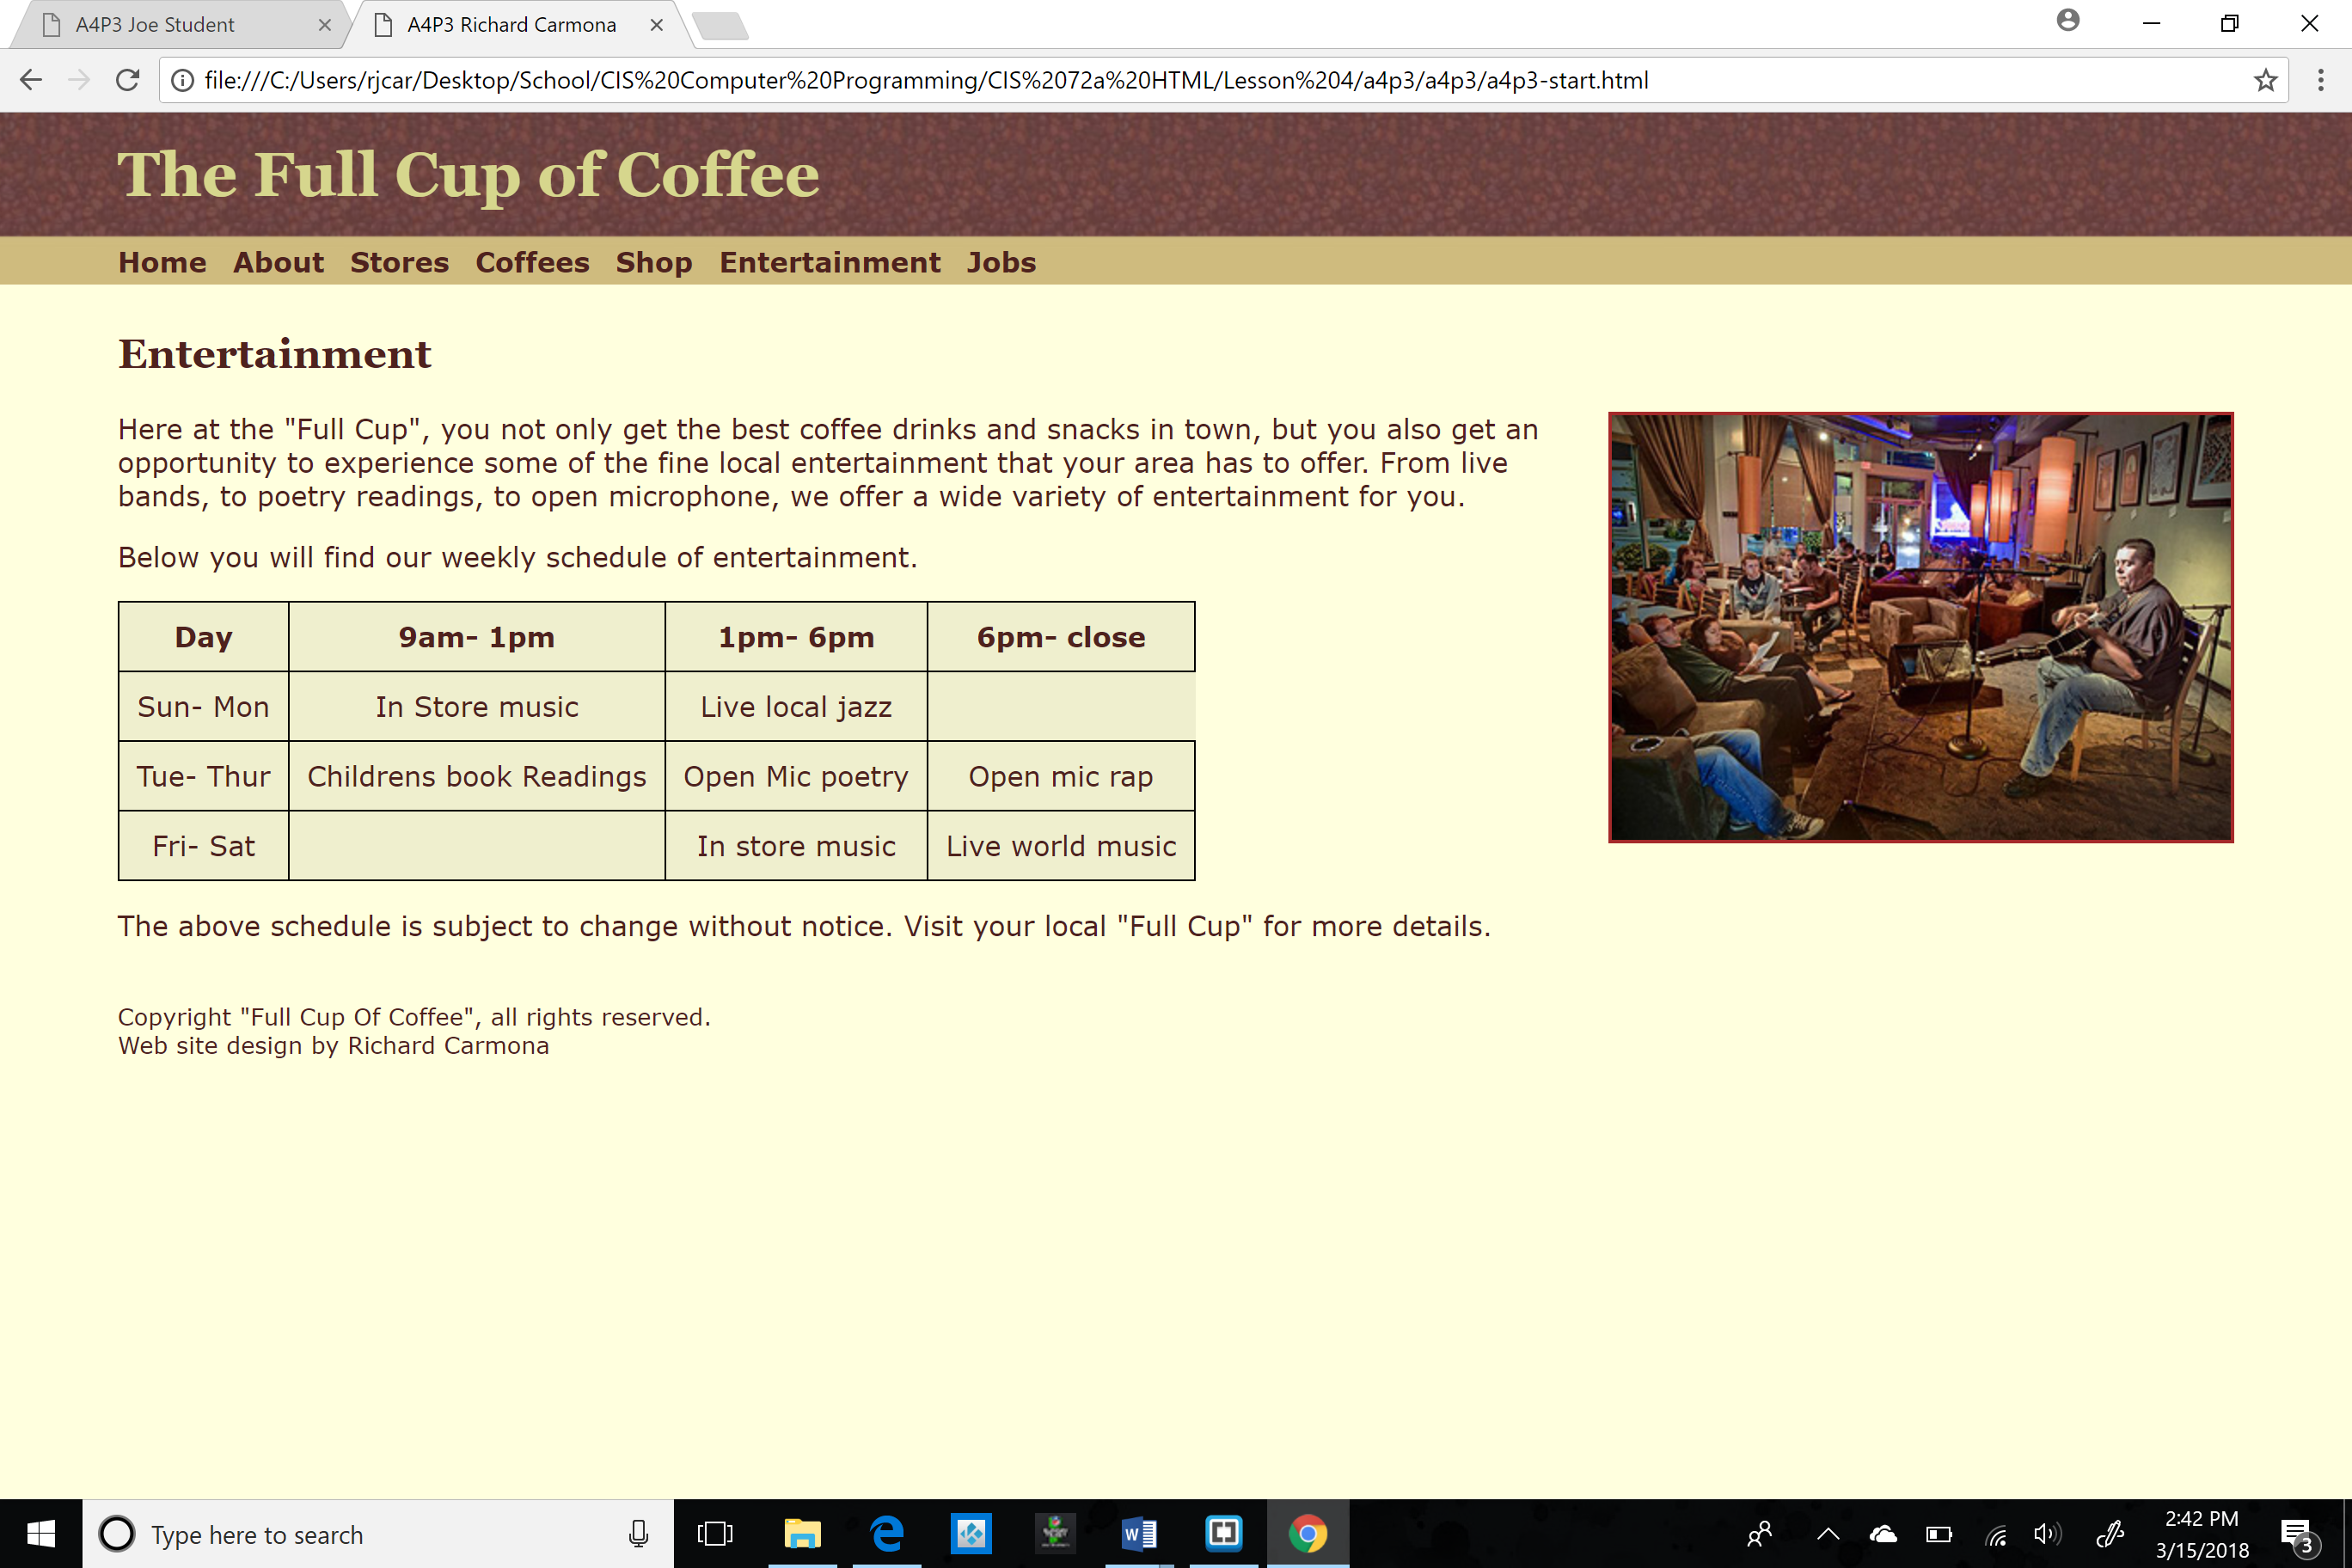 A4P3 Joe Student
A4P3 Richard Carmona
file:///C:/Users/rjcar/Desktop/School/CIS%20Computer%20Programming/CIS%2072a%20HTML/Lesson%204/a4p3/a4p3/a4p3-start.html
The Full Cup of Coffee
Home About Stores Coffees Shop Entertainment Jobs
Entertainment
Here at the "Full Cup", you not only get the best coffee drinks and snacks in town, but you also get an
opportunity to experience some of the fine local entertainment that your area has to offer. From live
bands, to poetry readings, to open microphone, we offer a wide variety of entertainment for you.
Below you will find our weekly schedule of entertainment.
Day 9am- 1pm 1pm- 6pm 6pm- close
Sun- Mon In Store music Live local jazz
Tue- Thur Childrens book Readings Open Mic poetry Open mic rap
Fri- Sat In store music Live world music
The above schedule is subject to change without notice. Visit your local "Full Cup" for more details.
Copyright "Full Cup Of Coffee", all rights reserved.
Web site design by Richard Carmona
Type here to search
2:42 PM
3/15/2018
3